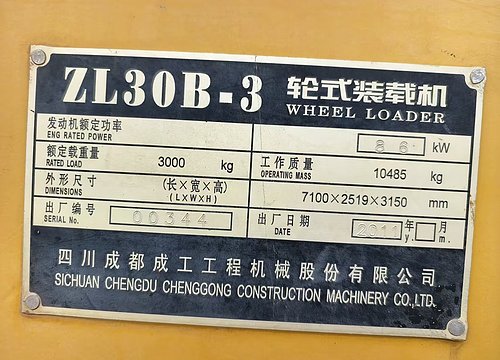 ZL30B-3 轮式装载机
WHEEL LOADER
发动机额定功率 86 kW
ENG RATED POWER
额定载重量 3000 kg 工作质量 10485 kg
RATED LOAD OPERATING MASS
外形尺寸 (长×宽×高) 7100×2519×3150 mm
DIMENSIONS (L×W×H)
出厂编号 00344 出厂日期 2011 年 月
SERIAL No. DATE y. m.
四川成都成工工程机械股份有限公司
SICHUAN CHENGDU CHENGGONG CONSTRUCTION MACHINERY CO.,LTD.